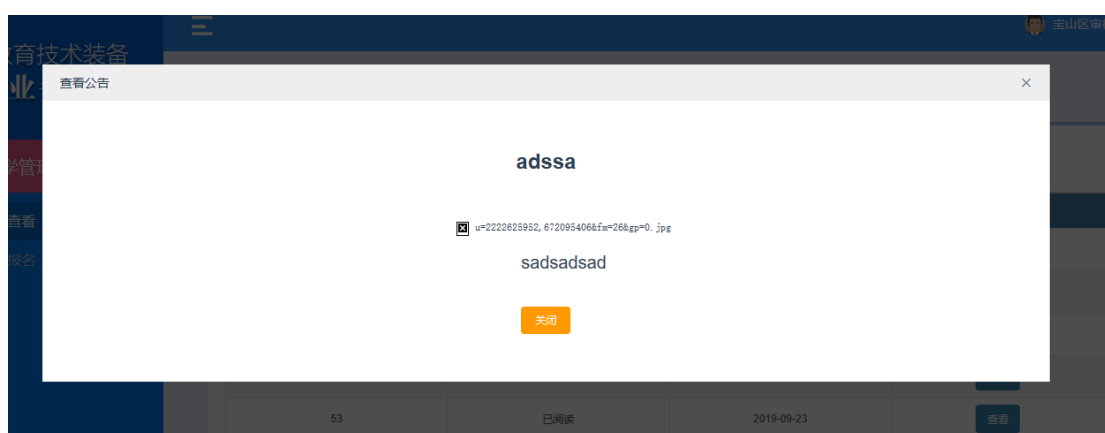 育技术装备
宝山区审
查看公告
×
业
学管理
adssa
查看
u=2222625952,672095406&fm=26&gp=0.jpg
报名
sadsadsad
关闭
53 已阅读 2019-09-23 查看